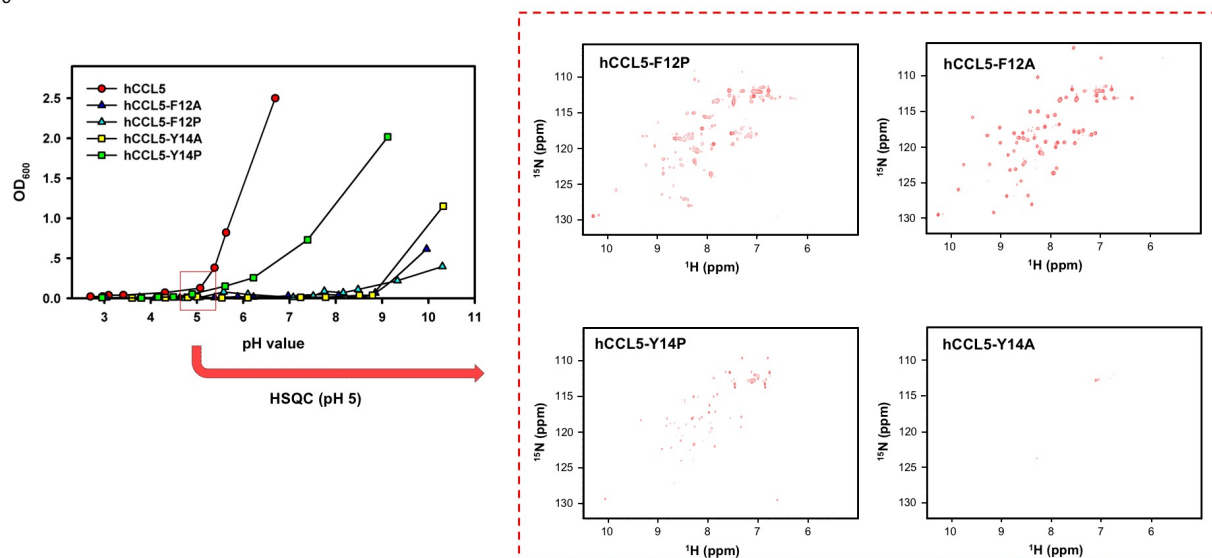 hCCL5
hCCL5-F12A
hCCL5-F12P
hCCL5-Y14A
hCCL5-Y14P
OD600
2.5
2.0
1.5
1.0
.5
0.0
3 4 5 6 7 8 9 10 11
pH value
HSQC (pH 5)
hCCL5-F12P
15N (ppm)
110
115
120
125
130
10 9 8 7 6
1H (ppm)
hCCL5-F12A
15N (ppm)
110
115
120
125
130
10 9 8 7 6
1H (ppm)
hCCL5-Y14P
15N (ppm)
110
115
120
125
130
10 9 8 7 6
1H (ppm)
hCCL5-Y14A
15N (ppm)
110
115
120
125
130
10 9 8 7 6
1H (ppm)